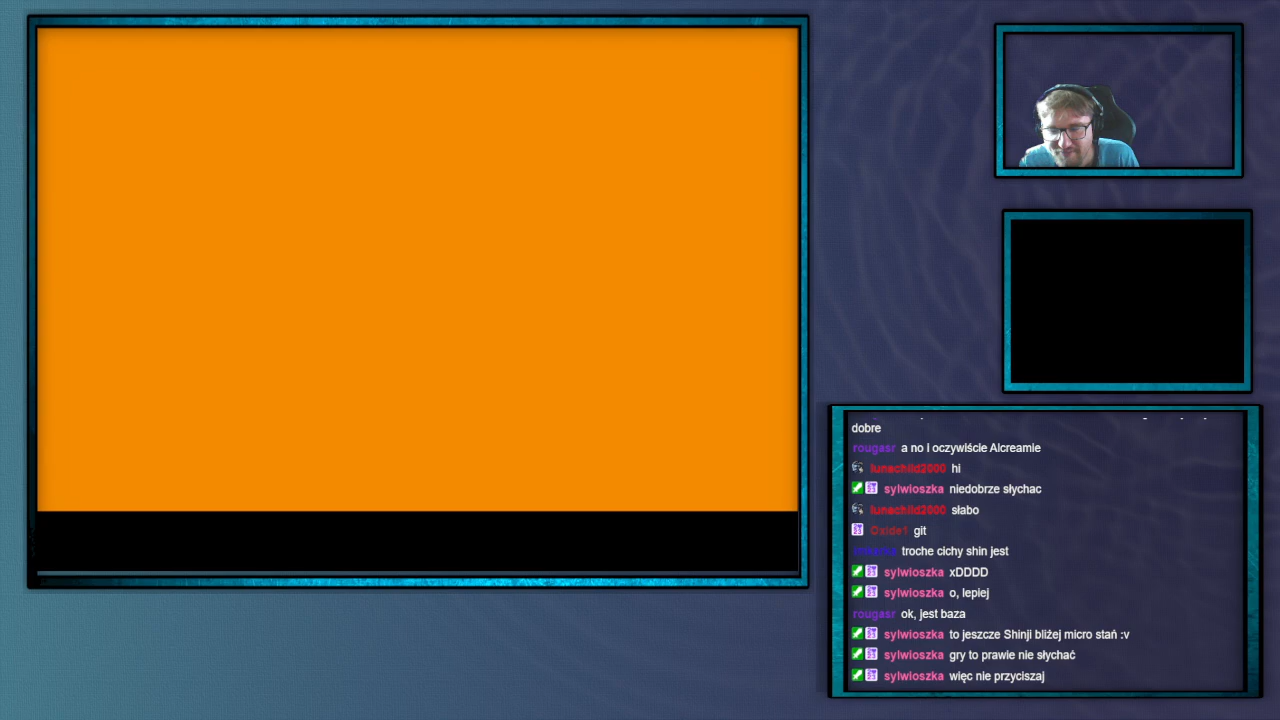 dobre
rougasr a no i oczywiście Alcreamie
lunachild2000 hi
sylwioszka niedobrze słychac
lunachild2000 słabo
Oxide1 git
troche cichy shin jest
sylwioszka xDDDD
sylwioszka o, lepiej
rougasr ok, jest baza
sylwioszka to jeszcze Shinji bliżej micro stań :v
sylwioszka gry to prawie nie słychać
sylwioszka więc nie przyciszaj